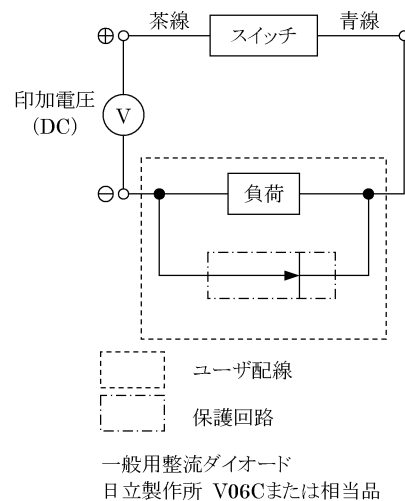 ⊕ 茶線 スイッチ 青線
印加電圧
(DC)
V
⊖ 負荷
ユーザ配線
保護回路
一般用整流ダイオード
日立製作所 V06Cまたは相当品